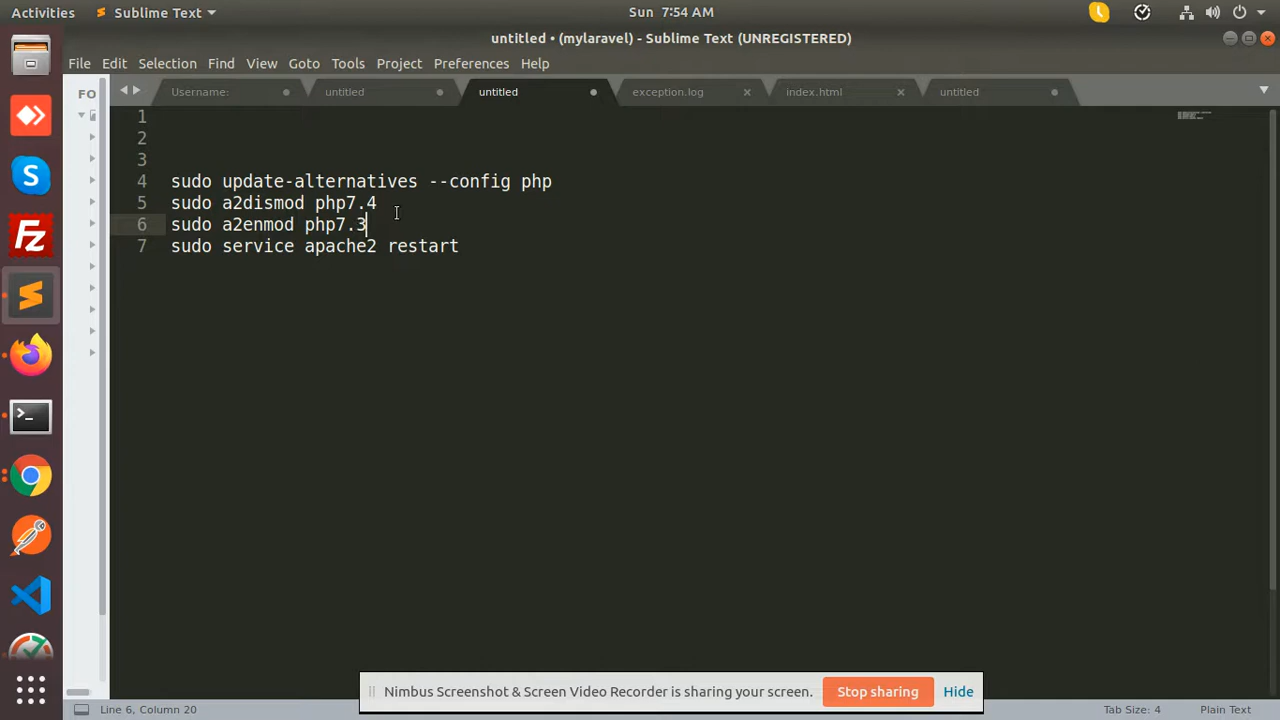 Activities Sublime Text Sun 7:54 AM
untitled • (mylaravel) - Sublime Text (UNREGISTERED)
File Edit Selection Find View Goto Tools Project Preferences Help
FO Username: untitled untitled exception.log index.html untitled
1
2
3
4 sudo update-alternatives --config php
5 sudo a2dismod php7.4
6 sudo a2enmod php7.3
7 sudo service apache2 restart
Nimbus Screenshot & Screen Video Recorder is sharing your screen. Stop sharing Hide
Line 6, Column 20 Tab Size: 4 Plain Text